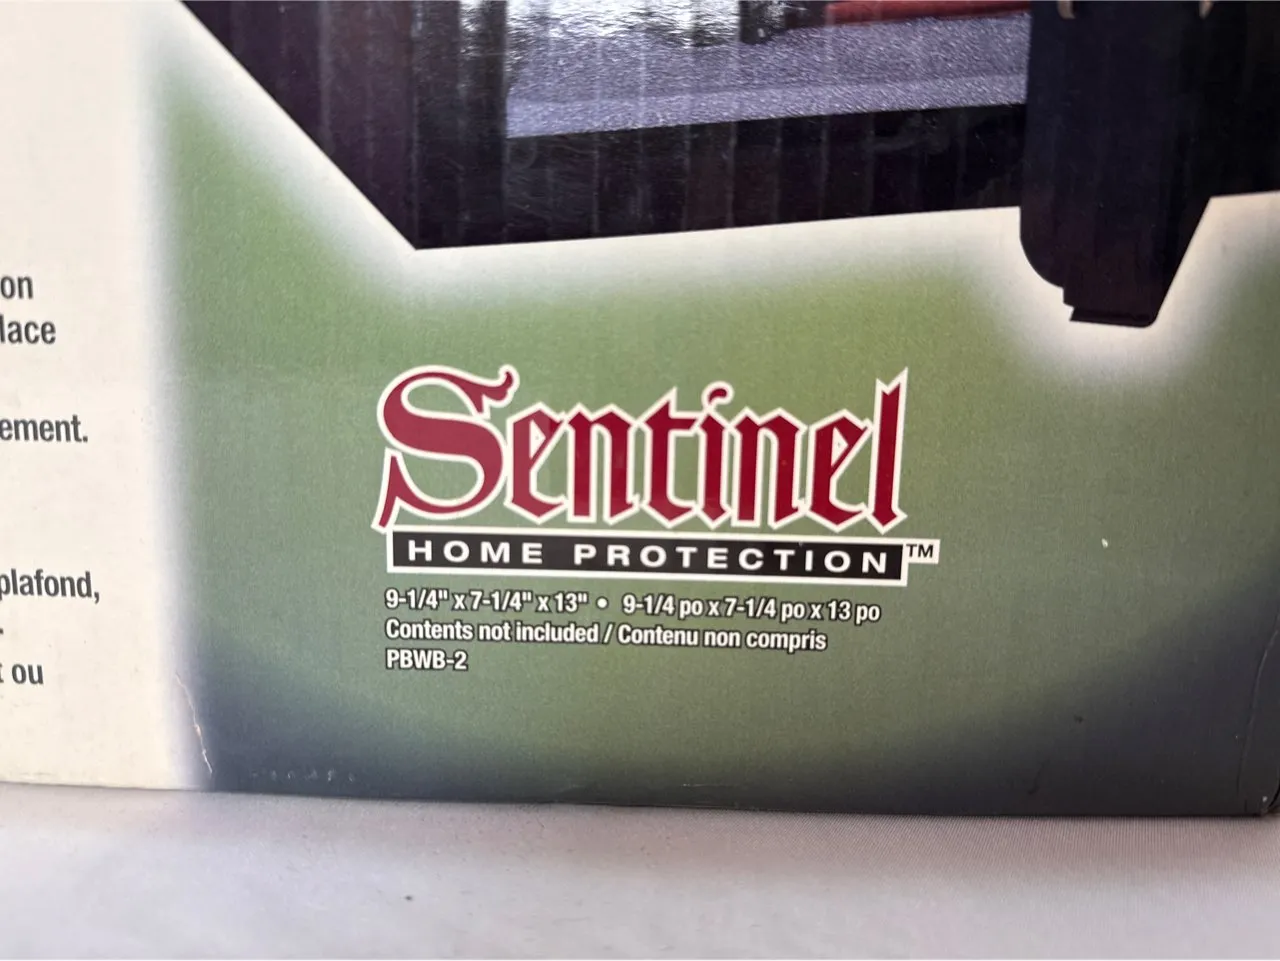 on
lace
ement.
plafond,
t ou
Sentinel
HOME PROTECTION™
9-1/4" x 7-1/4" x 13" • 9-1/4 po x 7-1/4 po x 13 po
Contents not included / Contenu non compris
PBWB-2